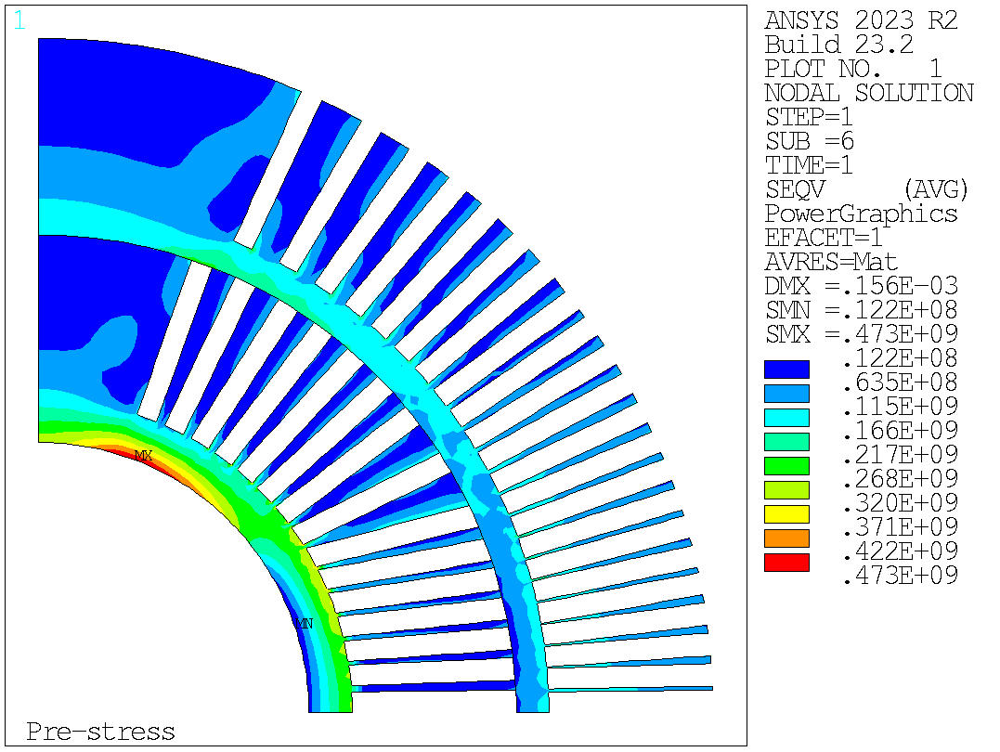 1
ANSYS 2023 R2
Build 23.2
PLOT NO. 1
NODAL SOLUTION
STEP=1
SUB =6
TIME=1
SEQV (AVG)
PowerGraphics
EFACET=1
AVRES=Mat
DMX =.156E-03
SMN =.122E+08
SMX =.473E+09
.122E+08
.635E+08
.115E+09
.166E+09
.217E+09
.268E+09
.320E+09
.371E+09
.422E+09
.473E+09
MX
MN
Pre-stress